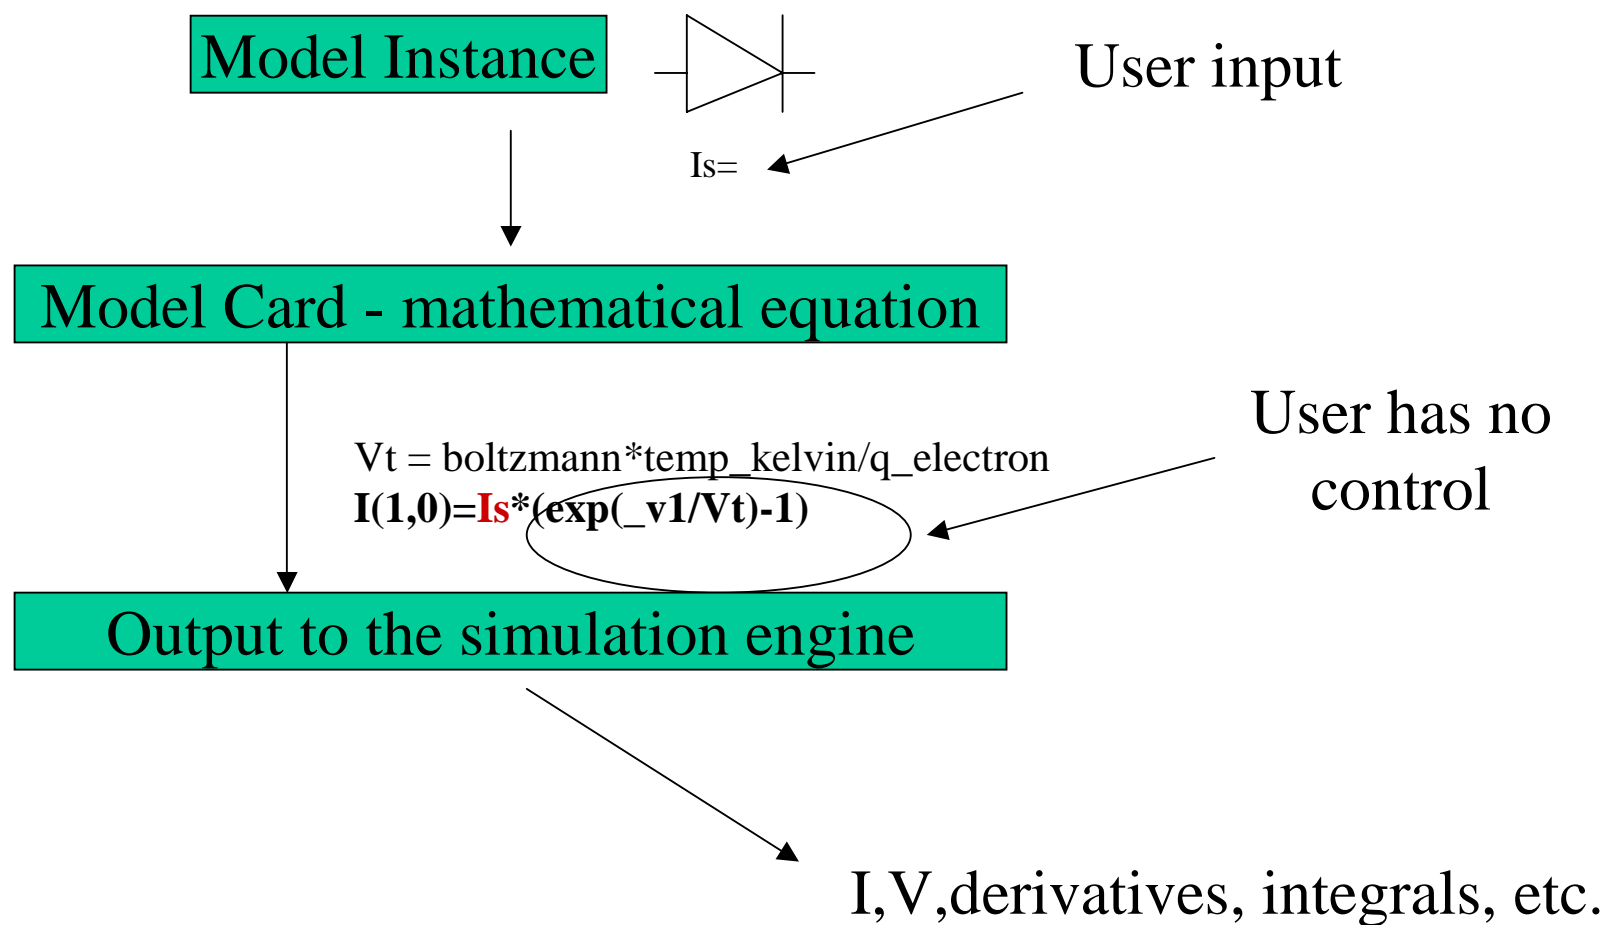 Model Instance
User input
Is=
Model Card - mathematical equation
User has no
control
Vt = boltzmann*temp_kelvin/q_electron
I(1,0)=Is*(exp(_v1/Vt)-1)
Output to the simulation engine
I,V,derivatives, integrals, etc.